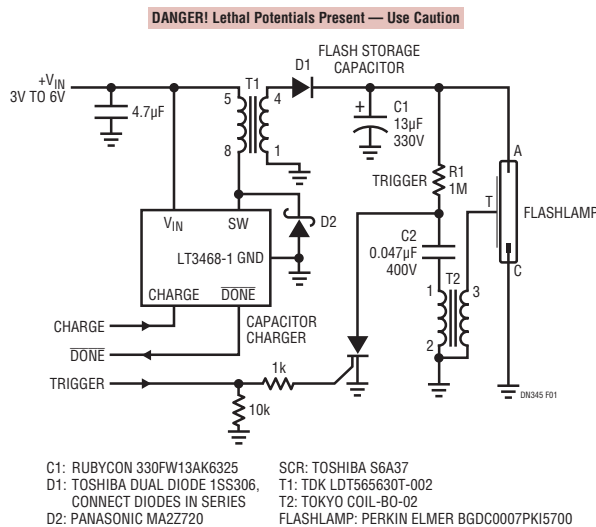 DANGER! Lethal Potentials Present — Use Caution
FLASH STORAGE
CAPACITOR
D1
+VIN
3V TO 6V
4.7µF
T1
5
4
8
1
+
C1
13µF
330V
TRIGGER
R1
1M
A
T
FLASHLAMP
C
D2
VIN
SW
LT3468-1 GND
CHARGE
DONE
C2
0.047µF
400V
T2
1
3
2
CAPACITOR
CHARGER
CHARGE
DONE
TRIGGER
1k
10k
DN345 F01
C1: RUBYCON 330FW13AK6325
D1: TOSHIBA DUAL DIODE 1SS306,
CONNECT DIODES IN SERIES
D2: PANASONIC MA2Z720
SCR: TOSHIBA S6A37
T1: TDK LDT565630T-002
T2: TOKYO COIL-BO-02
FLASHLAMP: PERKIN ELMER BGDC0007PKI5700